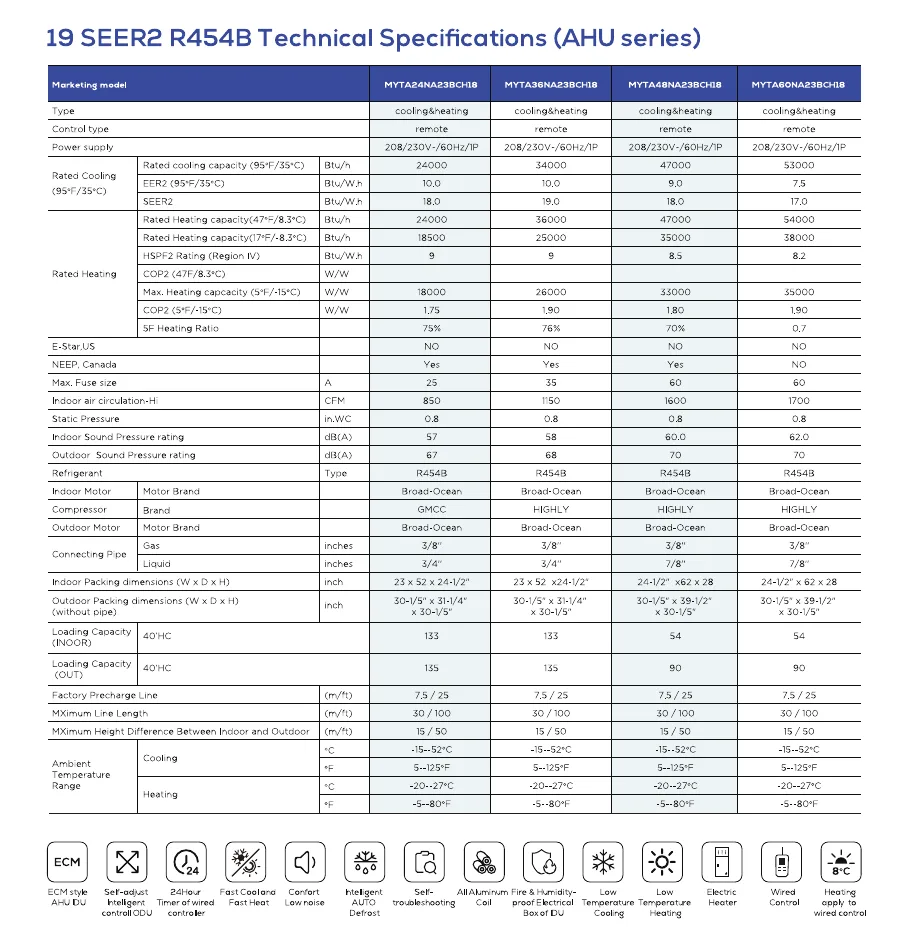 19 SEER2 R454B Technical Specifications (AHU series)
Marketing model MYTA24NA23BCH18 MYTA36NA23BCH18 MYTA48NA23BCH18 MYTA60NA23BCH18
Type cooling&heating cooling&heating cooling&heating cooling&heating
Control type remote remote remote remote
Power supply 208/230V-/60Hz/1P 208/230V-/60Hz/1P 208/230V-/60Hz/1P 208/230V-/60Hz/1P
Rated Cooling (95°F/35°C)
Rated cooling capacity (95°F/35°C) Btu/h 24000 34000 47000 53000
EER2 (95°F/35°C) Btu/W.h 10.0 10.0 9.0 7.5
SEER2 Btu/W.h 18.0 19.0 18.0 17.0
Rated Heating
Rated Heating capacity(47°F/8.3°C) Btu/h 24000 36000 47000 54000
Rated Heating capacity(17°F/-8.3°C) Btu/h 18500 25000 35000 38000
HSPF2 Rating (Region IV) Btu/W.h 9 9 8.5 8.2
COP2 (47F/8.3°C) W/W
Max. Heating capcacity (5°F/-15°C) W/W 18000 26000 33000 35000
COP2 (5°F/-15°C) W/W 1.75 1.90 1.80 1.90
5F Heating Ratio 75% 76% 70% 0.7
E-Star,US NO NO NO NO
NEEP, Canada Yes Yes Yes NO
Max. Fuse size A 25 35 60 60
Indoor air circulation-Hi CFM 850 1150 1600 1700
Static Pressure in.WC 0.8 0.8 0.8 0.8
Indoor Sound Pressure rating dB(A) 57 58 60.0 62.0
Outdoor Sound Pressure rating dB(A) 67 68 70 70
Refrigerant Type R454B R454B R454B R454B
Indoor Motor Motor Brand Broad-Ocean Broad-Ocean Broad-Ocean Broad-Ocean
Compressor Brand GMCC HIGHLY HIGHLY HIGHLY
Outdoor Motor Motor Brand Broad-Ocean Broad-Ocean Broad-Ocean Broad-Ocean
Connecting Pipe
Gas inches 3/8" 3/8" 3/8" 3/8"
Liquid inches 3/4" 3/4" 7/8" 7/8"
Indoor Packing dimensions (W x D x H) inch 23 x 52 x 24-1/2" 23 x 52 x24-1/2" 24-1/2" x62 x 28 24-1/2" x 62 x 28
Outdoor Packing dimensions (W x D x H) (without pipe) inch 30-1/5" x 31-1/4" x 30-1/5" 30-1/5" x 31-1/4" x 30-1/5" 30-1/5" x 39-1/2" x 30-1/5" 30-1/5" x 39-1/2" x 30-1/5"
Loading Capacity (INOOR) 40'HC 133 133 54 54
Loading Capacity (OUT) 40'HC 135 135 90 90
Factory Precharge Line (m/ft) 7.5 / 25 7.5 / 25 7.5 / 25 7.5 / 25
MXimum Line Length (m/ft) 30 / 100 30 / 100 30 / 100 30 / 100
MXimum Height Difference Between Indoor and Outdoor (m/ft) 15 / 50 15 / 50 15 / 50 15 / 50
Ambient Temperature Range
Cooling °C -15--52°C -15--52°C -15--52°C -15--52°C
°F 5--125°F 5--125°F 5--125°F 5--125°F
Heating °C -20--27°C -20--27°C -20--27°C -20--27°C
°F -5--80°F -5--80°F -5--80°F -5--80°F
ECM
24
8°C
ECM style AHU IDU
Self-adjust Intelligent controll ODU
24Hour Timer of wired controller
Fast Cool and Fast Heat
Confort Low noise
Intelligent AUTO Defrost
Self-troubleshooting
All Aluminum Coil
Fire & Humidity-proof Electrical Box of IDU
Low Temperature Cooling
Low Temperature Heating
Electric Heater
Wired Control
Heating apply to wired control